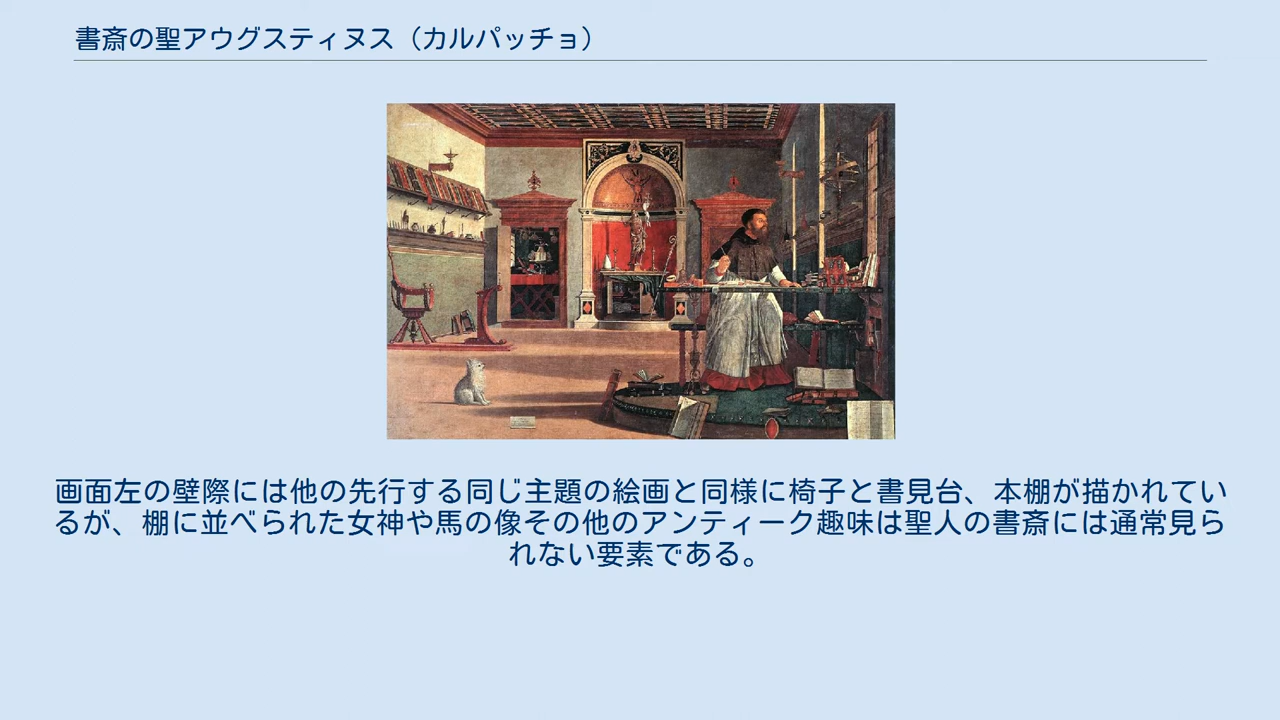 書斎の聖アウグスティヌス（カルパッチョ）
画面左の壁際には他の先行する同じ主題の絵画と同様に椅子と書見台、本棚が描かれてい
るが、棚に並べられた女神や馬の像その他のアンティーク趣味は聖人の書斎には通常見ら
れない要素である。